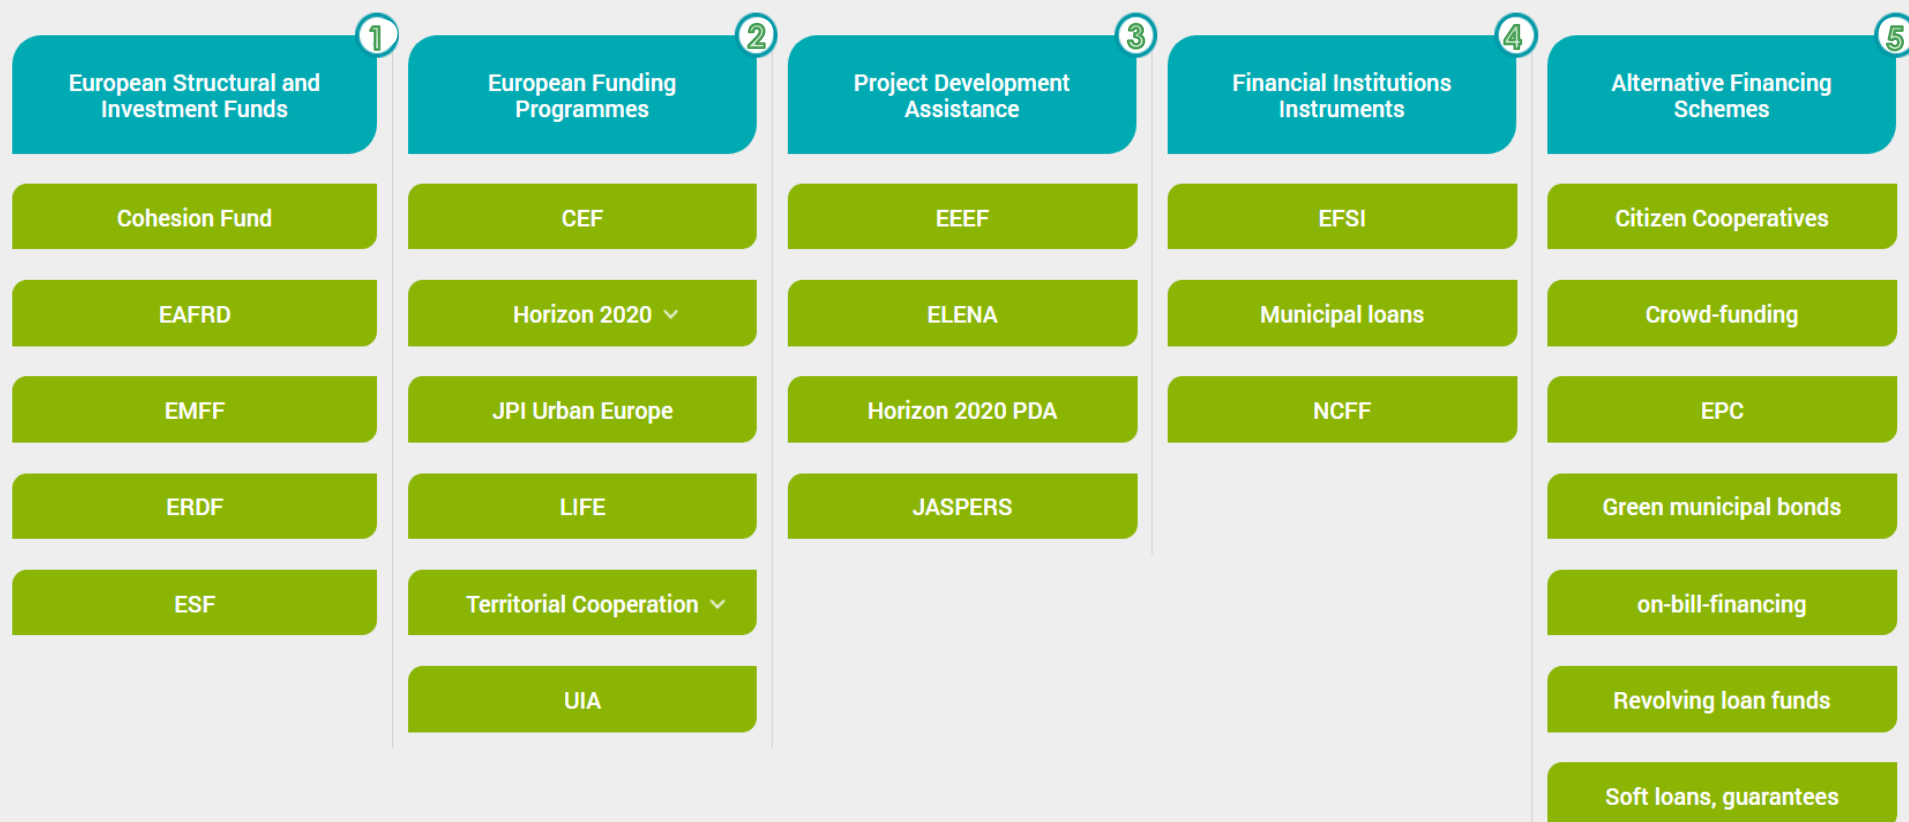 1
European Structural and
Investment Funds
Cohesion Fund
EAFRD
EMFF
ERDF
ESF
2
European Funding
Programmes
CEF
Horizon 2020
JPI Urban Europe
LIFE
Territorial Cooperation
UIA
3
Project Development
Assistance
EEEF
ELENA
Horizon 2020 PDA
JASPERS
4
Financial Institutions
Instruments
EFSI
Municipal loans
NCFF
5
Alternative Financing
Schemes
Citizen Cooperatives
Crowd-funding
EPC
Green municipal bonds
on-bill-financing
Revolving loan funds
Soft loans, guarantees